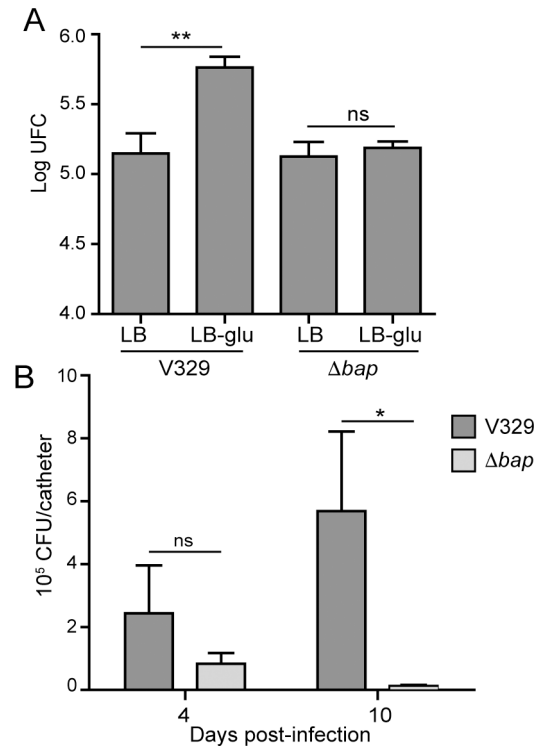 A
6.0
5.5
5.0
4.5
4.0
Log UFC
**
ns
LB
LB-glu
LB
LB-glu
V329
Δbap
B
10
8
6
4
2
0
10⁵ CFU/catheter
ns
*
V329
Δbap
4
10
Days post-infection